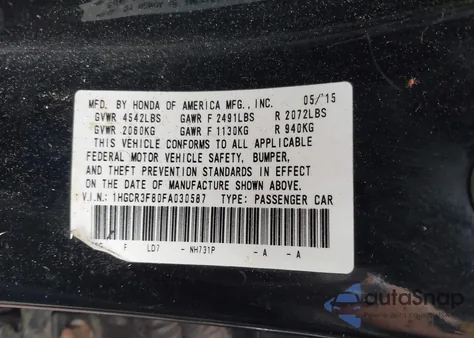 MFD. BY HONDA OF AMERICA MFG., INC. 05/'15
GVWR 4542LBS GAWR F 2491LBS R 2072LBS
GVWR 2060KG GAWR F 1130KG R 940KG
THIS VEHICLE CONFORMS TO ALL APPLICABLE
FEDERAL MOTOR VEHICLE SAFETY, BUMPER,
AND THEFT PREVENTION STANDARDS IN EFFECT
ON THE DATE OF MANUFACTURE SHOWN ABOVE.
V.I.N.: 1HGCR3F80FA030587 TYPE: PASSENGER CAR
F LD7 - NH731P - A - A
autoSnap